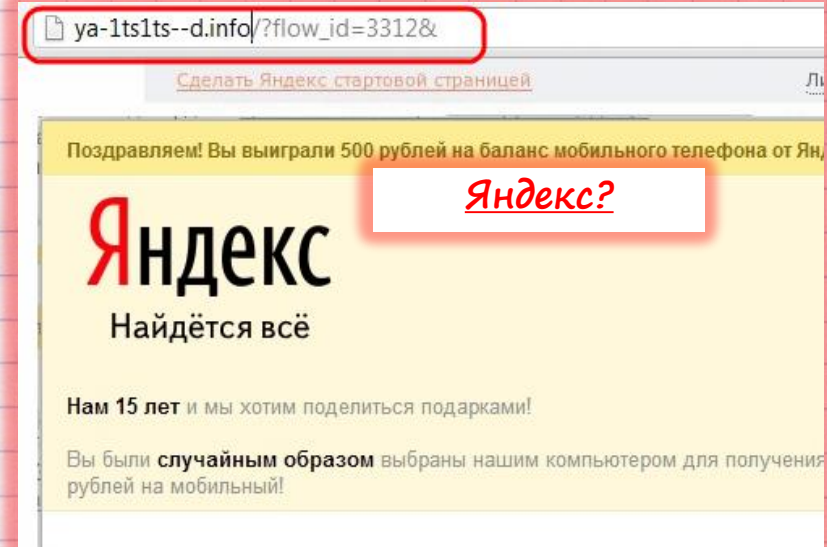 ya-1ts1ts--d.info/?flow_id=3312&
Сделать Яндекс стартовой страницей
Поздравляем! Вы выиграли 500 рублей на баланс мобильного телефона от
Яндекс?
Яндекс
Найдётся всё
Нам 15 лет и мы хотим поделиться подарками!
Вы были случайным образом выбраны нашим компьютером для получения
рублей на мобильный!